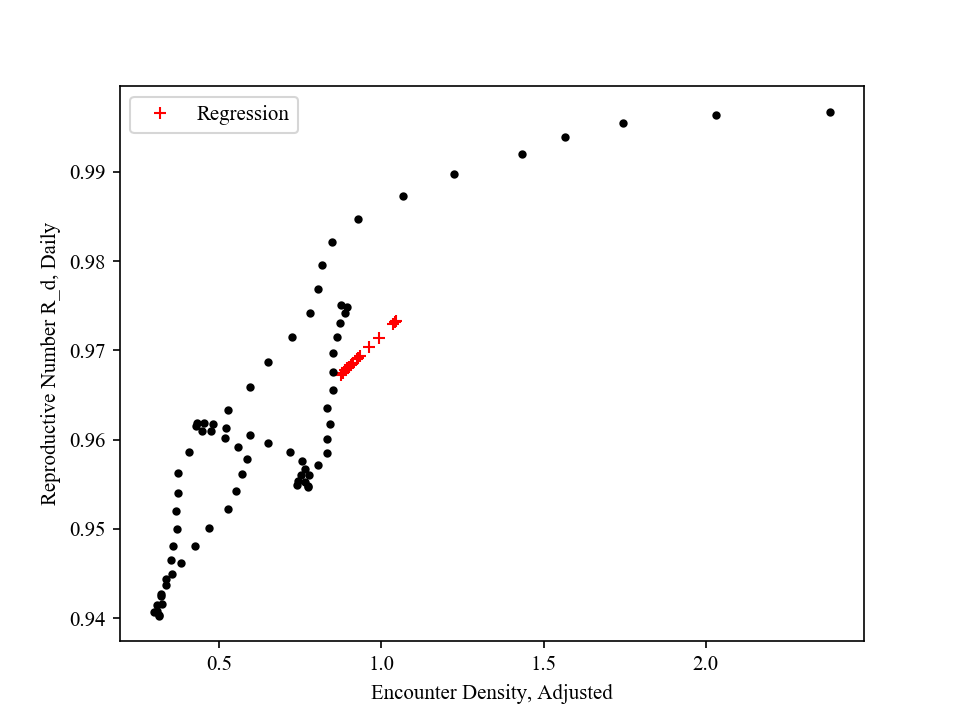 Regression
0.99
0.98
0.97
0.96
0.95
0.94
Reproductive Number R_d, Daily
0.5 1.0 1.5 2.0
Encounter Density, Adjusted